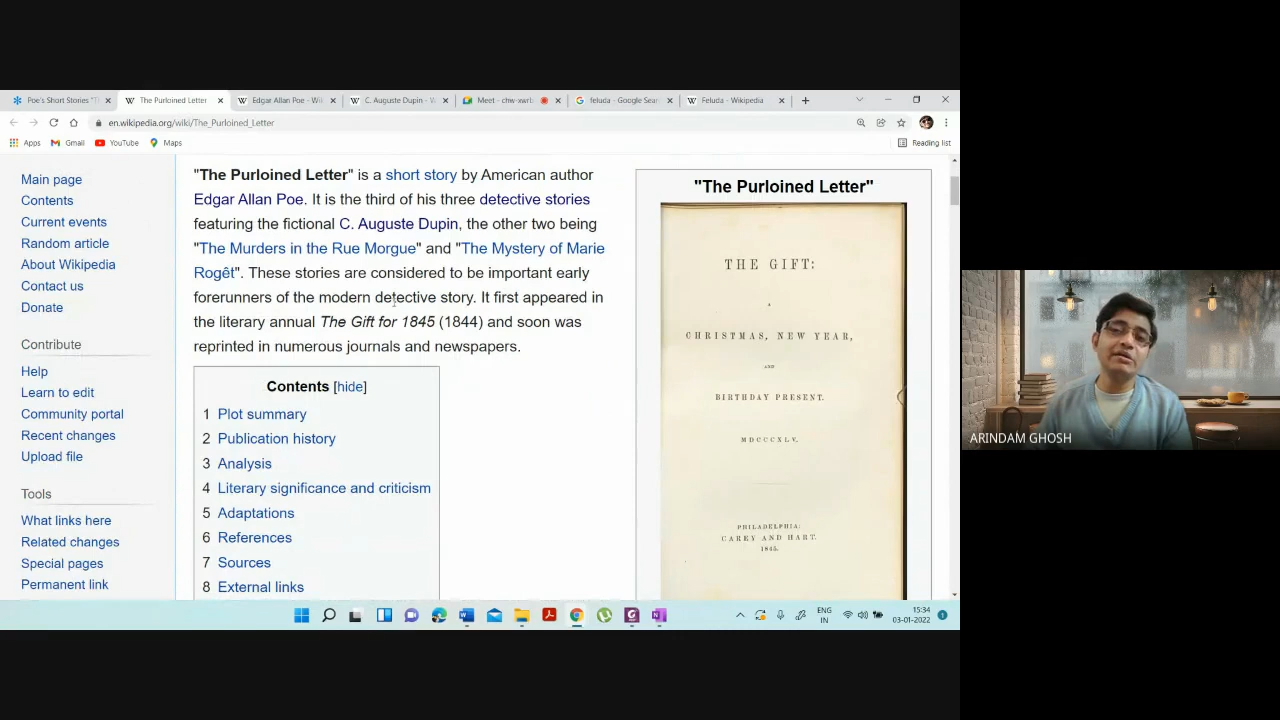 Poe's Short Stories "T
The Purloined Letter
Edgar Allan Poe - Wik
C. Auguste Dupin - W
Meet - chw-xwrl
feluda - Google Sear
Feluda - Wikipedia
en.wikipedia.org/wiki/The_Purloined_Letter
Apps
Gmail
YouTube
Maps
Reading list
Main page
Contents
Current events
Random article
About Wikipedia
Contact us
Donate
Contribute
Help
Learn to edit
Community portal
Recent changes
Upload file
Tools
What links here
Related changes
Special pages
Permanent link
"The Purloined Letter" is a short story by American author
Edgar Allan Poe. It is the third of his three detective stories
featuring the fictional C. Auguste Dupin, the other two being
"The Murders in the Rue Morgue" and "The Mystery of Marie
Rogêt". These stories are considered to be important early
forerunners of the modern detective story. It first appeared in
the literary annual The Gift for 1845 (1844) and soon was
reprinted in numerous journals and newspapers.
Contents [hide]
1 Plot summary
2 Publication history
3 Analysis
4 Literary significance and criticism
5 Adaptations
6 References
7 Sources
8 External links
"The Purloined Letter"
THE GIFT:
A
CHRISTMAS, NEW YEAR,
AND
BIRTHDAY PRESENT.
MDCCCXLV.
PHILADELPHIA:
CAREY AND HART.
1845.
ARINDAM GHOSH
ENG
IN
15:34
03-01-2022